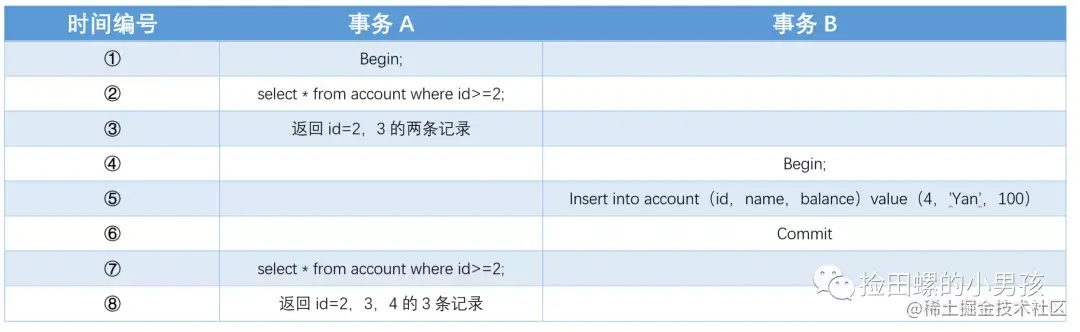 时间编号 事务 A 事务 B
① Begin;
② select * from account where id>=2;
③ 返回 id=2，3 的两条记录
④ Begin;
⑤ Insert into account（id，name，balance）value（4，'Yan'，100）
⑥ Commit
⑦ select * from account where id>=2;
⑧ 返回 id=2，3，4 的 3 条记录
捡田螺的小男孩
@稀土掘金技术社区